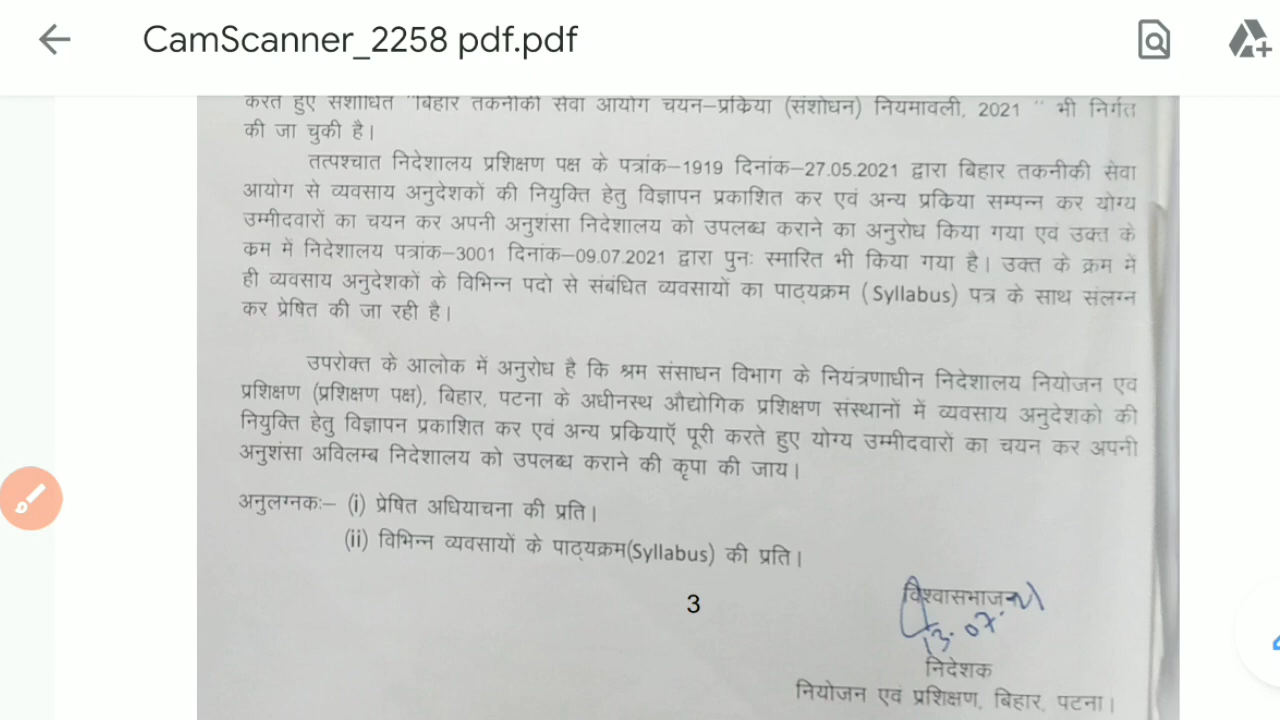 CamScanner_2258 pdf.pdf
करते हुए संशोधित "बिहार तकनीकी सेवा आयोग चयन–प्रक्रिया (संशोधन) नियमावली, 2021 " भी निर्गत
की जा चुकी है।
तत्पश्चात निदेशालय प्रशिक्षण पक्ष के पत्रांक–1919 दिनांक–27.05.2021 द्वारा बिहार तकनीकी सेवा
आयोग से व्यवसाय अनुदेशकों की नियुक्ति हेतु विज्ञापन प्रकाशित कर एवं अन्य प्रक्रिया सम्पन्न कर योग्य
उम्मीदवारों का चयन कर अपनी अनुशंसा निदेशालय को उपलब्ध कराने का अनुरोध किया गया एवं उक्त के
कम में निदेशालय पत्रांक–3001 दिनांक–09.07.2021 द्वारा पुनः स्मारित भी किया गया है। उक्त के क्रम में
ही व्यवसाय अनुदेशकों के विभिन्न पदो से संबंधित व्यवसायों का पाठ्यक्रम (Syllabus) पत्र के साथ संलग्न
कर प्रेषित की जा रही है।
उपरोक्त के आलोक में अनुरोध है कि श्रम संसाधन विभाग के नियंत्रणाधीन निदेशालय नियोजन एव
प्रशिक्षण (प्रशिक्षण पक्ष), बिहार, पटना के अधीनस्थ औद्योगिक प्रशिक्षण संस्थानों में व्यवसाय अनुदेशको की
नियुक्ति हेतु विज्ञापन प्रकाशित कर एवं अन्य प्रक्रियाएँ पूरी करते हुए योग्य उम्मीदवारों का चयन कर अपनी
अनुशंसा अविलम्ब निदेशालय को उपलब्ध कराने की कृपा की जाय।
अनुलग्नकः– (i) प्रेषित अधियाचना की प्रति।
(ii) विभिन्न व्यवसायों के पाठ्यक्रम(Syllabus) की प्रति।
3
विश्वासभाजन
13.07.21
निदेशक
नियोजन एवं प्रशिक्षण, बिहार, पटना।